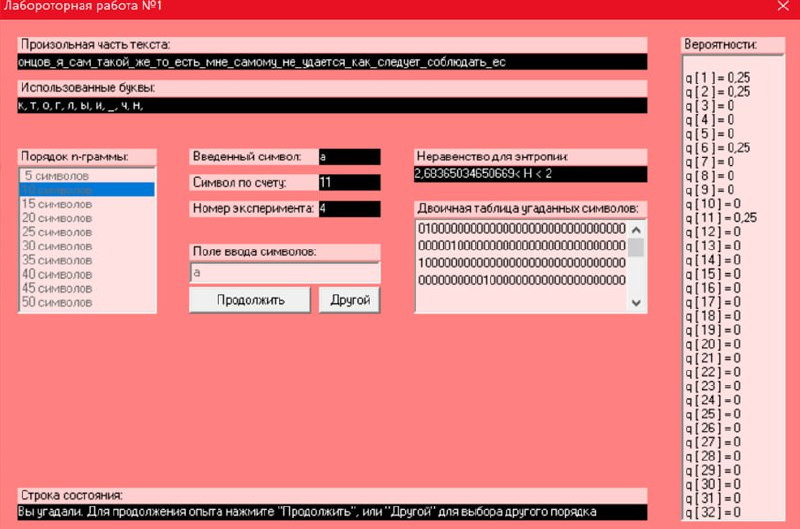 Лабороторная работа №1
Произольная часть текста:
онцов_я_сам_такой_же_то_есть_мне_самому_не_удается_как_следует_соблюдать_ес
Использованные буквы:
к, т, о, г, л, ы, и, _, ч, н,
Порядок n-граммы:
5 символов
10 символов
15 символов
20 символов
25 символов
30 символов
35 символов
40 символов
45 символов
50 символов
Введенный символ: а
Символ по счету: 11
Номер эксперимента: 4
Поле ввода символов:
а
Продолжить Другой
Неравенство для энтропии:
2,68365034650669< H < 2
Двоичная таблица угаданных символов:
01000000000000000000000000000000
00000100000000000000000000000000
10000000000000000000000000000000
00000000001000000000000000000000
Вероятности:
q [ 1 ] = 0,25
q [ 2 ] = 0,25
q [ 3 ] = 0
q [ 4 ] = 0
q [ 5 ] = 0
q [ 6 ] = 0,25
q [ 7 ] = 0
q [ 8 ] = 0
q [ 9 ] = 0
q [ 10 ] = 0
q [ 11 ] = 0,25
q [ 12 ] = 0
q [ 13 ] = 0
q [ 14 ] = 0
q [ 15 ] = 0
q [ 16 ] = 0
q [ 17 ] = 0
q [ 18 ] = 0
q [ 19 ] = 0
q [ 20 ] = 0
q [ 21 ] = 0
q [ 22 ] = 0
q [ 23 ] = 0
q [ 24 ] = 0
q [ 25 ] = 0
q [ 26 ] = 0
q [ 27 ] = 0
q [ 28 ] = 0
q [ 29 ] = 0
q [ 30 ] = 0
q [ 31 ] = 0
q [ 32 ] = 0
Строка состояния:
Вы угадали. Для продолжения опыта нажмите "Продолжить", или "Другой" для выбора другого порядка